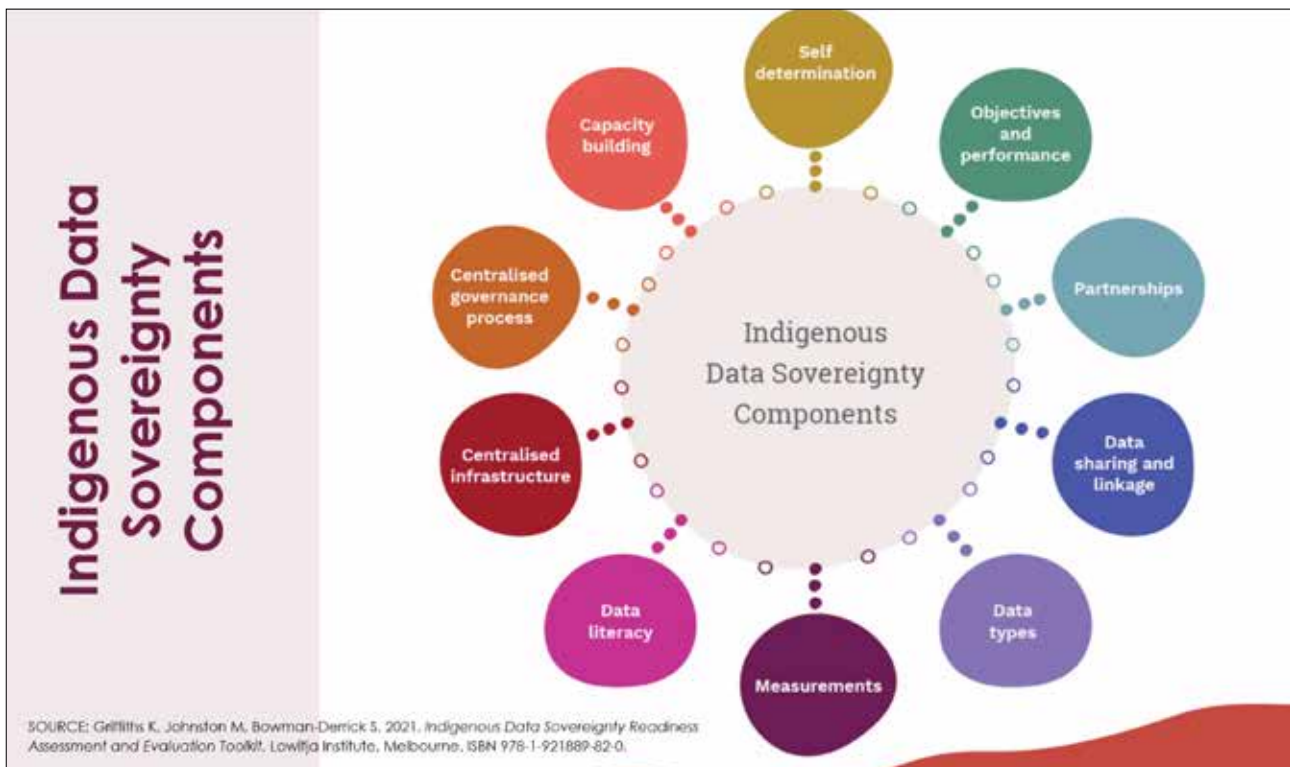 Indigenous Data
Sovereignty
Components
Self
determination
Objectives
and
performance
Partnerships
Data
sharing and
linkage
Data
types
Measurements
Data
literacy
Centralised
infrastructure
Centralised
governance
process
Capacity
building
Indigenous
Data Sovereignty
Components
SOURCE: Griffiths K, Johnston M, Bowman-Derrick S, 2021, Indigenous Data Sovereignty Readiness
Assessment and Evaluation Toolkit. Lowitja Institute, Melbourne. ISBN 978-1-921889-82-0.